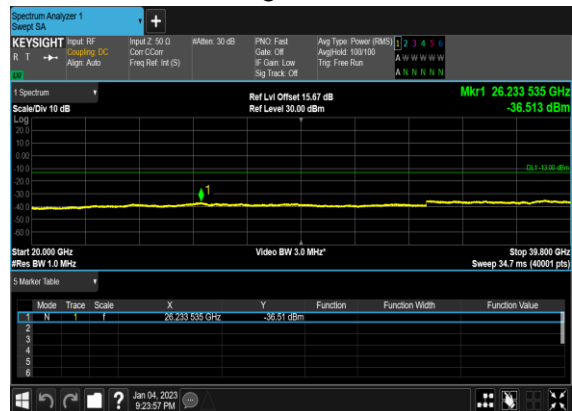 Spectrum Analyzer 1
Swept SA
+
KEYSIGHT Input: RF Input Z: 50 Ω #Atten: 30 dB PNO: Fast Avg Type: Power (RMS) 1 2 3 4 5 6
R T Coupling: DC Corr CCorr Gate: Off Avg|Hold: 100/100 A W W W W W
Align: Auto Freq Ref: Int (S) IF Gain: Low Trig: Free Run
Sig Track: Off A N N N N N
1 Spectrum
Ref Lvl Offset 15.67 dB Mkr1 26.233 535 GHz
Scale/Div 10 dB Ref Level 30.00 dBm -36.513 dBm
Log
20.0
10.0
0.00
-10.0
DL1 -13.00 dBm
-20.0
-30.0
1
-40.0
-50.0
-60.0
Start 20.000 GHz Video BW 3.0 MHz* Stop 39.800 GHz
#Res BW 1.0 MHz Sweep 34.7 ms (40001 pts)
5 Marker Table
Mode Trace Scale X Y Function Function Width Function Value
1 N 1 f 26.233 535 GHz -36.51 dBm
2
3
4
5
6
? Jan 04, 2023
9:23:57 PM